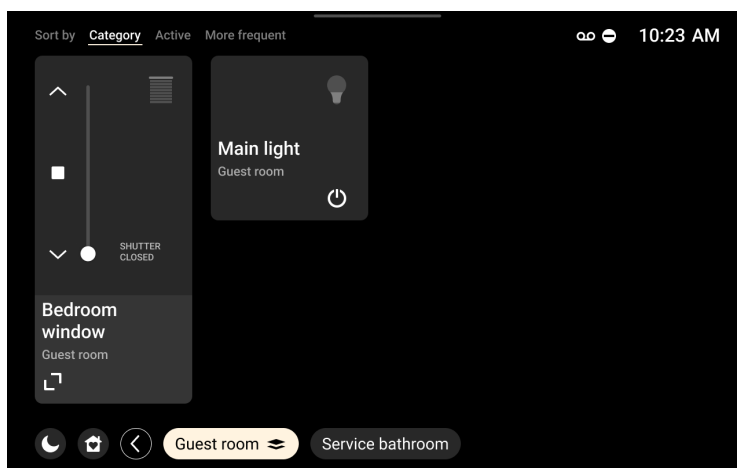 Sort by Category Active More frequent
10:23 AM
SHUTTER
CLOSED
Bedroom
window
Guest room
Main light
Guest room
Guest room
Service bathroom